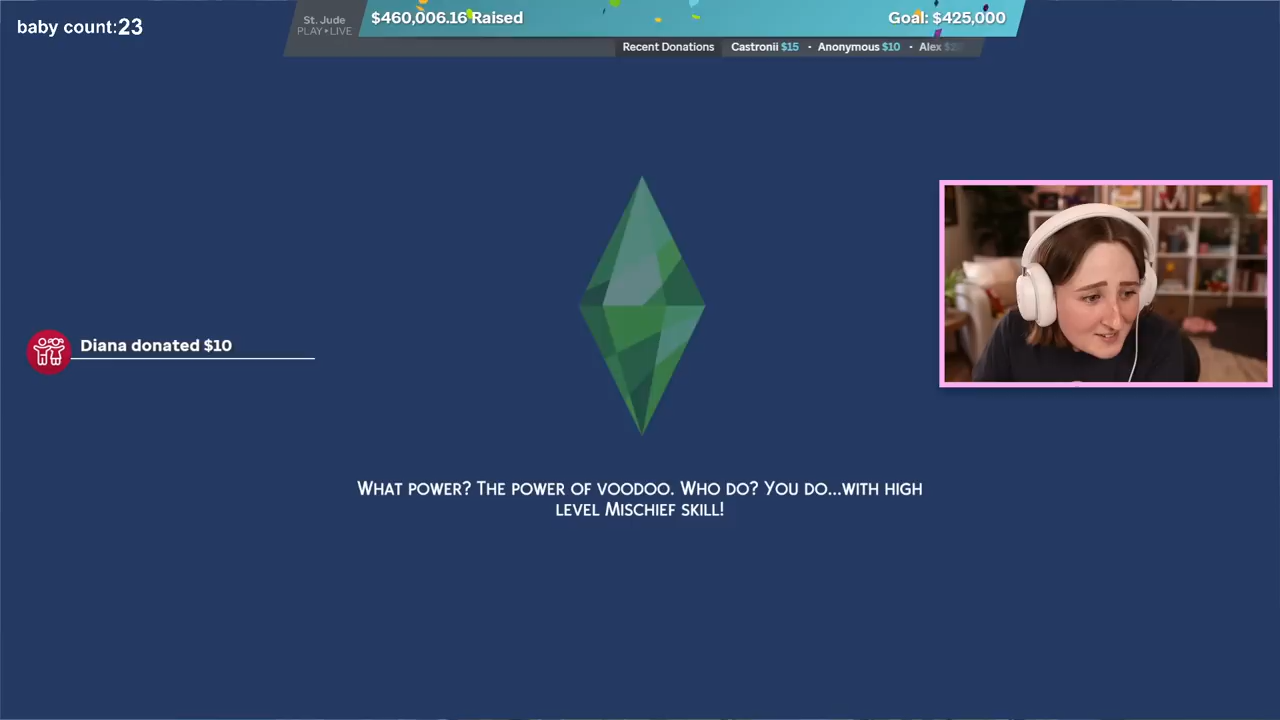 baby count:23
St. Jude
PLAY LIVE
$460,006.16 Raised
Goal: $425,000
Recent Donations
Castronii $15 · Anonymous $10 · Alex
Diana donated $10
WHAT POWER? THE POWER OF VOODOO. WHO DO? YOU DO...WITH HIGH
LEVEL MISCHIEF SKILL!